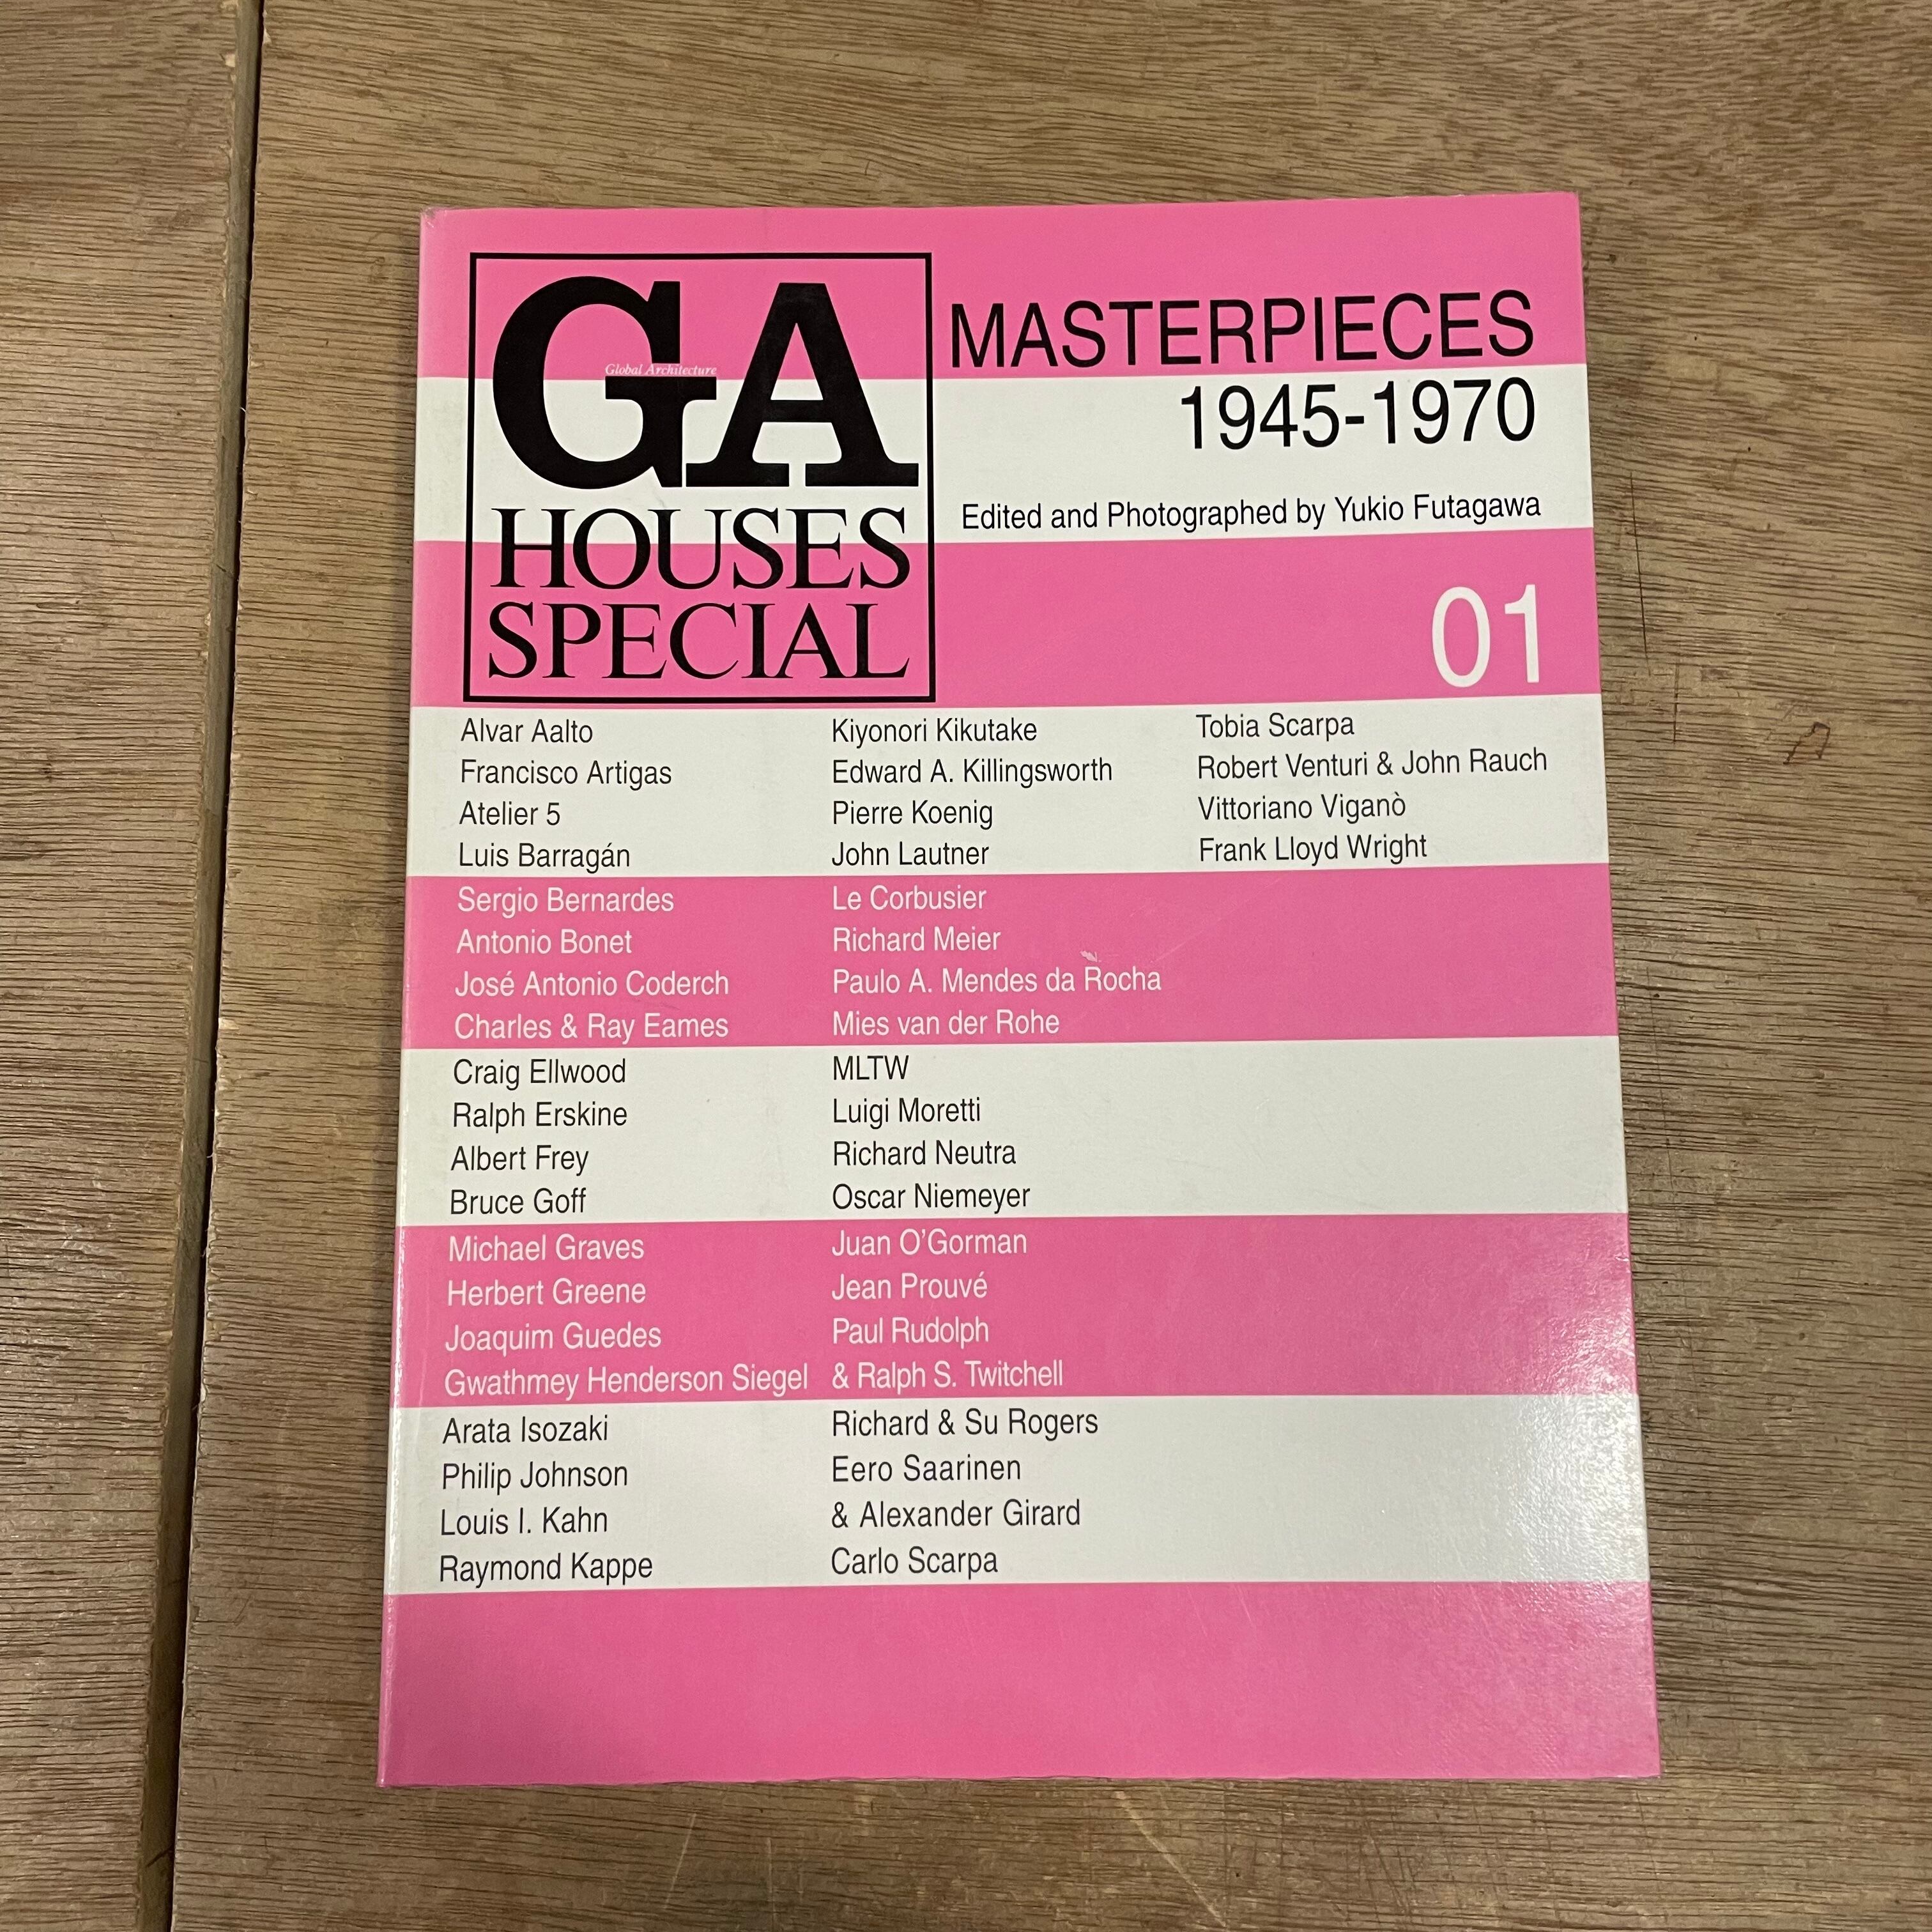 GA
Global Architecture
HOUSES
SPECIAL
MASTERPIECES
1945-1970
Edited and Photographed by Yukio Futagawa
01
Alvar Aalto
Francisco Artigas
Atelier 5
Luis Barragán
Sergio Bernardes
Antonio Bonet
José Antonio Coderch
Charles & Ray Eames
Craig Ellwood
Ralph Erskine
Albert Frey
Bruce Goff
Michael Graves
Herbert Greene
Joaquim Guedes
Gwathmey Henderson Siegel
Arata Isozaki
Philip Johnson
Louis I. Kahn
Raymond Kappe
Kiyonori Kikutake
Edward A. Killingsworth
Pierre Koenig
John Lautner
Le Corbusier
Richard Meier
Paulo A. Mendes da Rocha
Mies van der Rohe
MLTW
Luigi Moretti
Richard Neutra
Oscar Niemeyer
Juan O'Gorman
Jean Prouvé
Paul Rudolph
& Ralph S. Twitchell
Richard & Su Rogers
Eero Saarinen
& Alexander Girard
Carlo Scarpa
Tobia Scarpa
Robert Venturi & John Rauch
Vittoriano Viganò
Frank Lloyd Wright